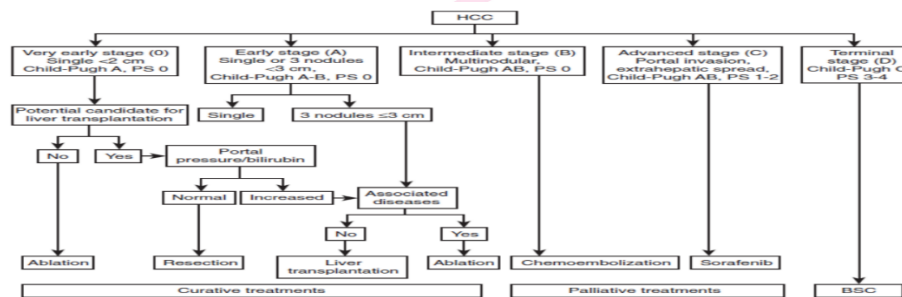 HCC
Very early stage (0)
Single <2 cm
Child-Pugh A, PS 0
Early stage (A)
Single or 3 nodules
<3 cm,
Child-Pugh A-B, PS 0
Intermediate stage (B)
Multinodular,
Child-Pugh AB, PS 0
Advanced stage (C)
Portal invasion,
extrahepatic spread,
Child-Pugh AB, PS 1-2
Terminal
stage (D)
Child-Pugh C
PS 3-4
Potential candidate for
liver transplantation
Single
3 nodules ≤3 cm
No
Yes
Portal
pressure/bilirubin
Normal
Increased
Associated
diseases
No
Yes
Ablation
Resection
Liver
transplantation
Ablation
Chemoembolization
Sorafenib
Curative treatments
Palliative treatments
BSC